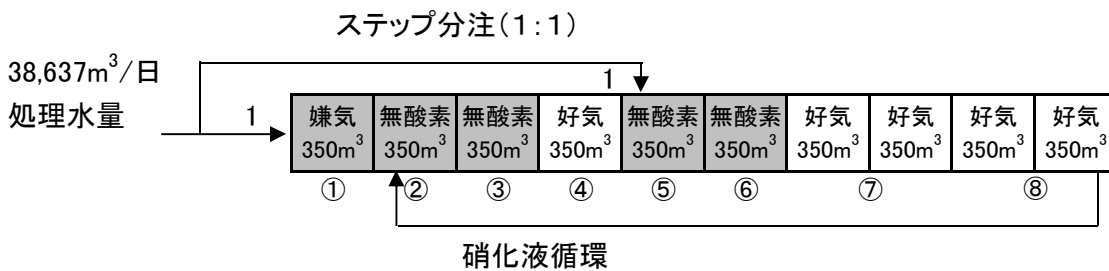 ステップ分注(1:1)
38,637m³/日
処理水量
1
1
嫌気 無酸素 無酸素 好気 無酸素 無酸素 好気 好気 好気 好気
350m³ 350m³ 350m³ 350m³ 350m³ 350m³ 350m³ 350m³ 350m³ 350m³
① ② ③ ④ ⑤ ⑥ ⑦ ⑧
硝化液循環